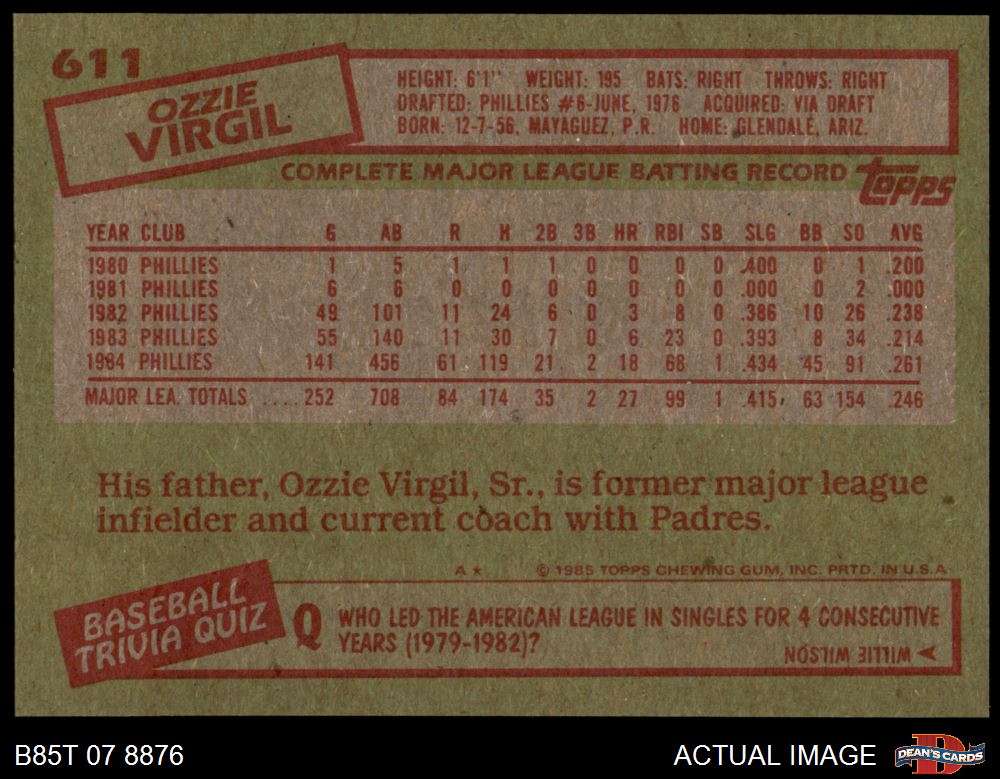 611
OZZIE
VIRGIL
HEIGHT: 6'1" WEIGHT: 195 BATS: RIGHT THROWS: RIGHT
DRAFTED: PHILLIES #6-JUNE, 1976 ACQUIRED: VIA DRAFT
BORN: 12-7-56, MAYAGUEZ, P.R. HOME: GLENDALE, ARIZ.
COMPLETE MAJOR LEAGUE BATTING RECORD topps
YEAR CLUB G AB R H 2B 3B HR RBI SB SLG BB SO AVG
1980 PHILLIES 1 5 1 1 1 0 0 0 0 .400 0 1 .200
1981 PHILLIES 6 6 0 0 0 0 0 0 0 .000 0 2 .000
1982 PHILLIES 49 101 11 24 6 0 3 8 0 .386 10 26 .238
1983 PHILLIES 55 140 11 30 7 0 6 23 0 .393 8 34 .214
1984 PHILLIES 141 456 61 119 21 2 18 68 1 .434 45 91 .261
MAJOR LEA. TOTALS .... 252 708 84 174 35 2 27 99 1 .415 63 154 .246
His father, Ozzie Virgil, Sr., is former major league
infielder and current coach with Padres.
A* © 1985 TOPPS CHEWING GUM, INC. PRTD. IN U.S.A.
BASEBALL
TRIVIA QUIZ
Q WHO LED THE AMERICAN LEAGUE IN SINGLES FOR 4 CONSECUTIVE
YEARS (1979-1982)?
A WILLIE WILSON
B85T 07 8876 ACTUAL IMAGE DEAN'S CARDS